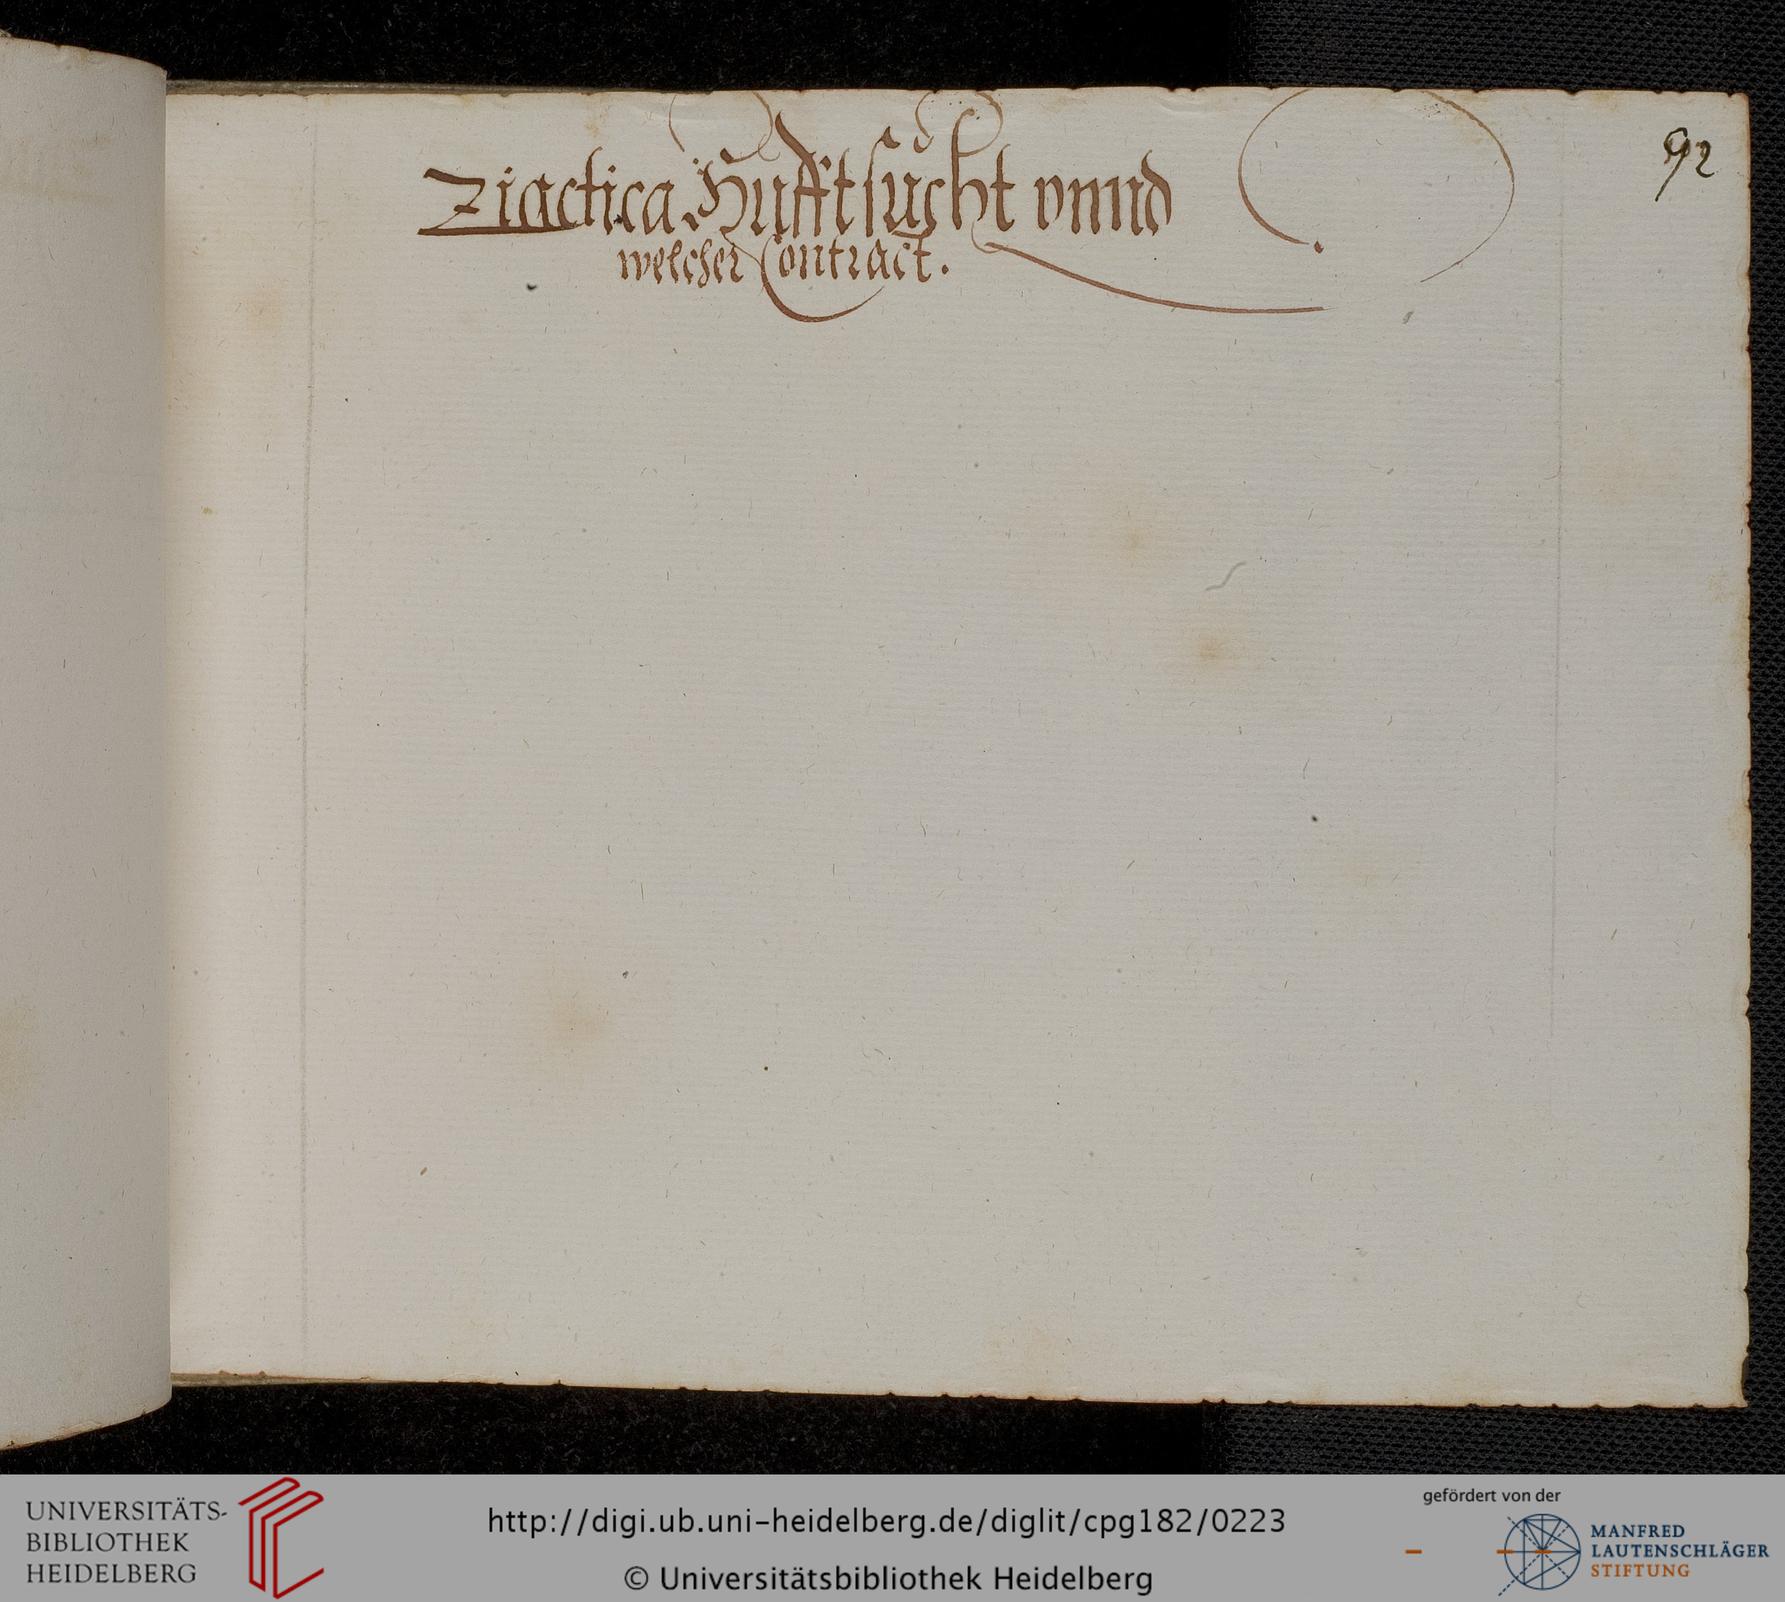 92
Ziactica Hufftsucht vnnd
welcher Contract.
UNIVERSITÄTS-
BIBLIOTHEK
HEIDELBERG
http://digi.ub.uni-heidelberg.de/diglit/cpg182/0223
© Universitätsbibliothek Heidelberg
gefördert von der
MANFRED
LAUTENSCHLÄGER
STIFTUNG